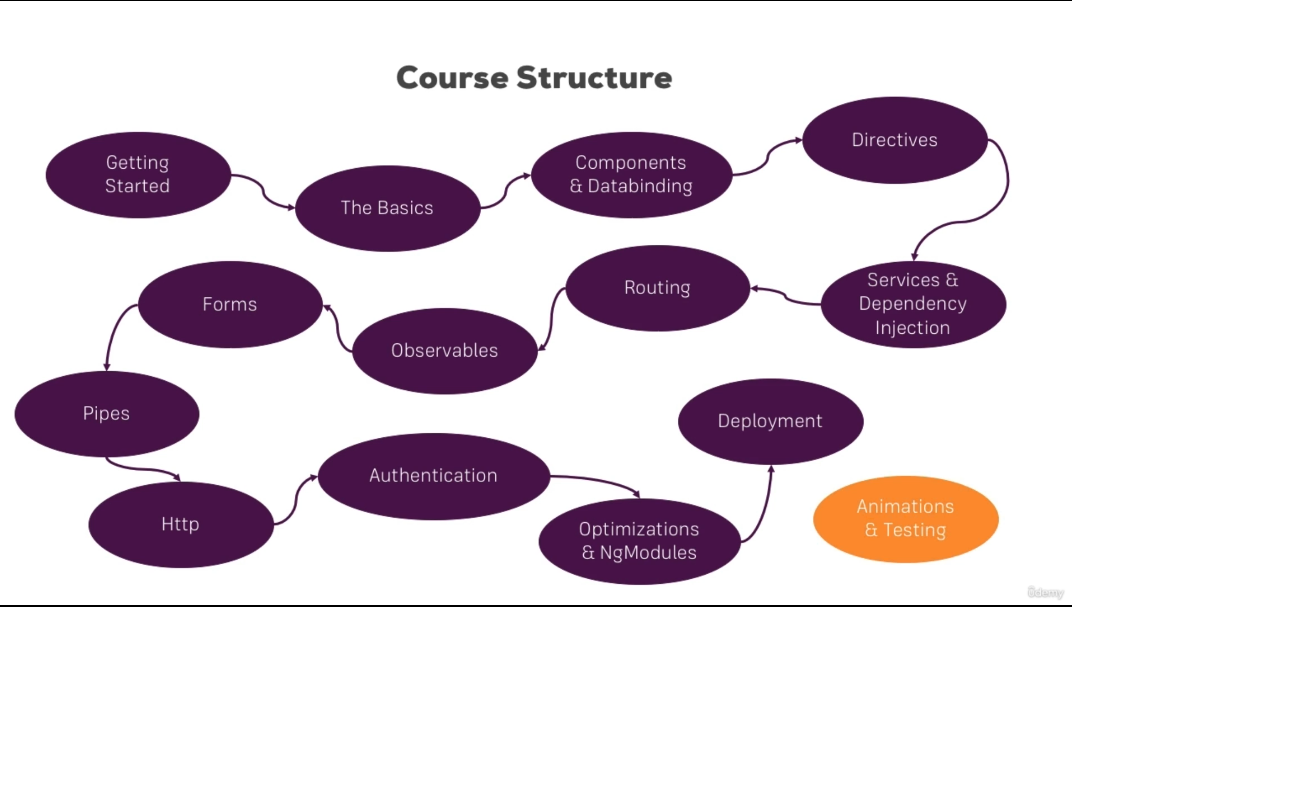 Course Structure
Getting
Started
The Basics
Components
& Databinding
Directives
Services &
Dependency
Injection
Routing
Observables
Forms
Pipes
Http
Authentication
Optimizations
& NgModules
Deployment
Animations
& Testing
Udemy